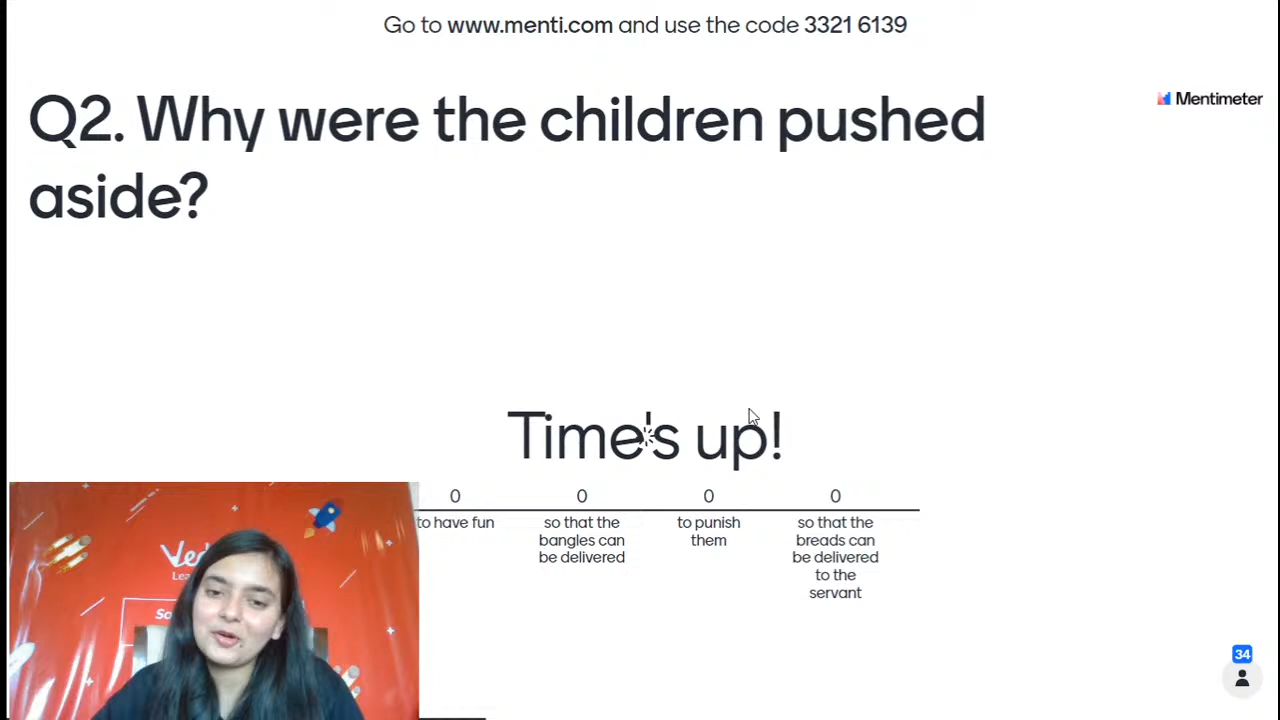 Go to www.menti.com and use the code 3321 6139
Mentimeter
Q2. Why were the children pushed
aside?
Time's up!
0
to have fun
0
so that the
bangles can
be delivered
0
to punish
them
0
so that the
breads can
be delivered
to the
servant
34